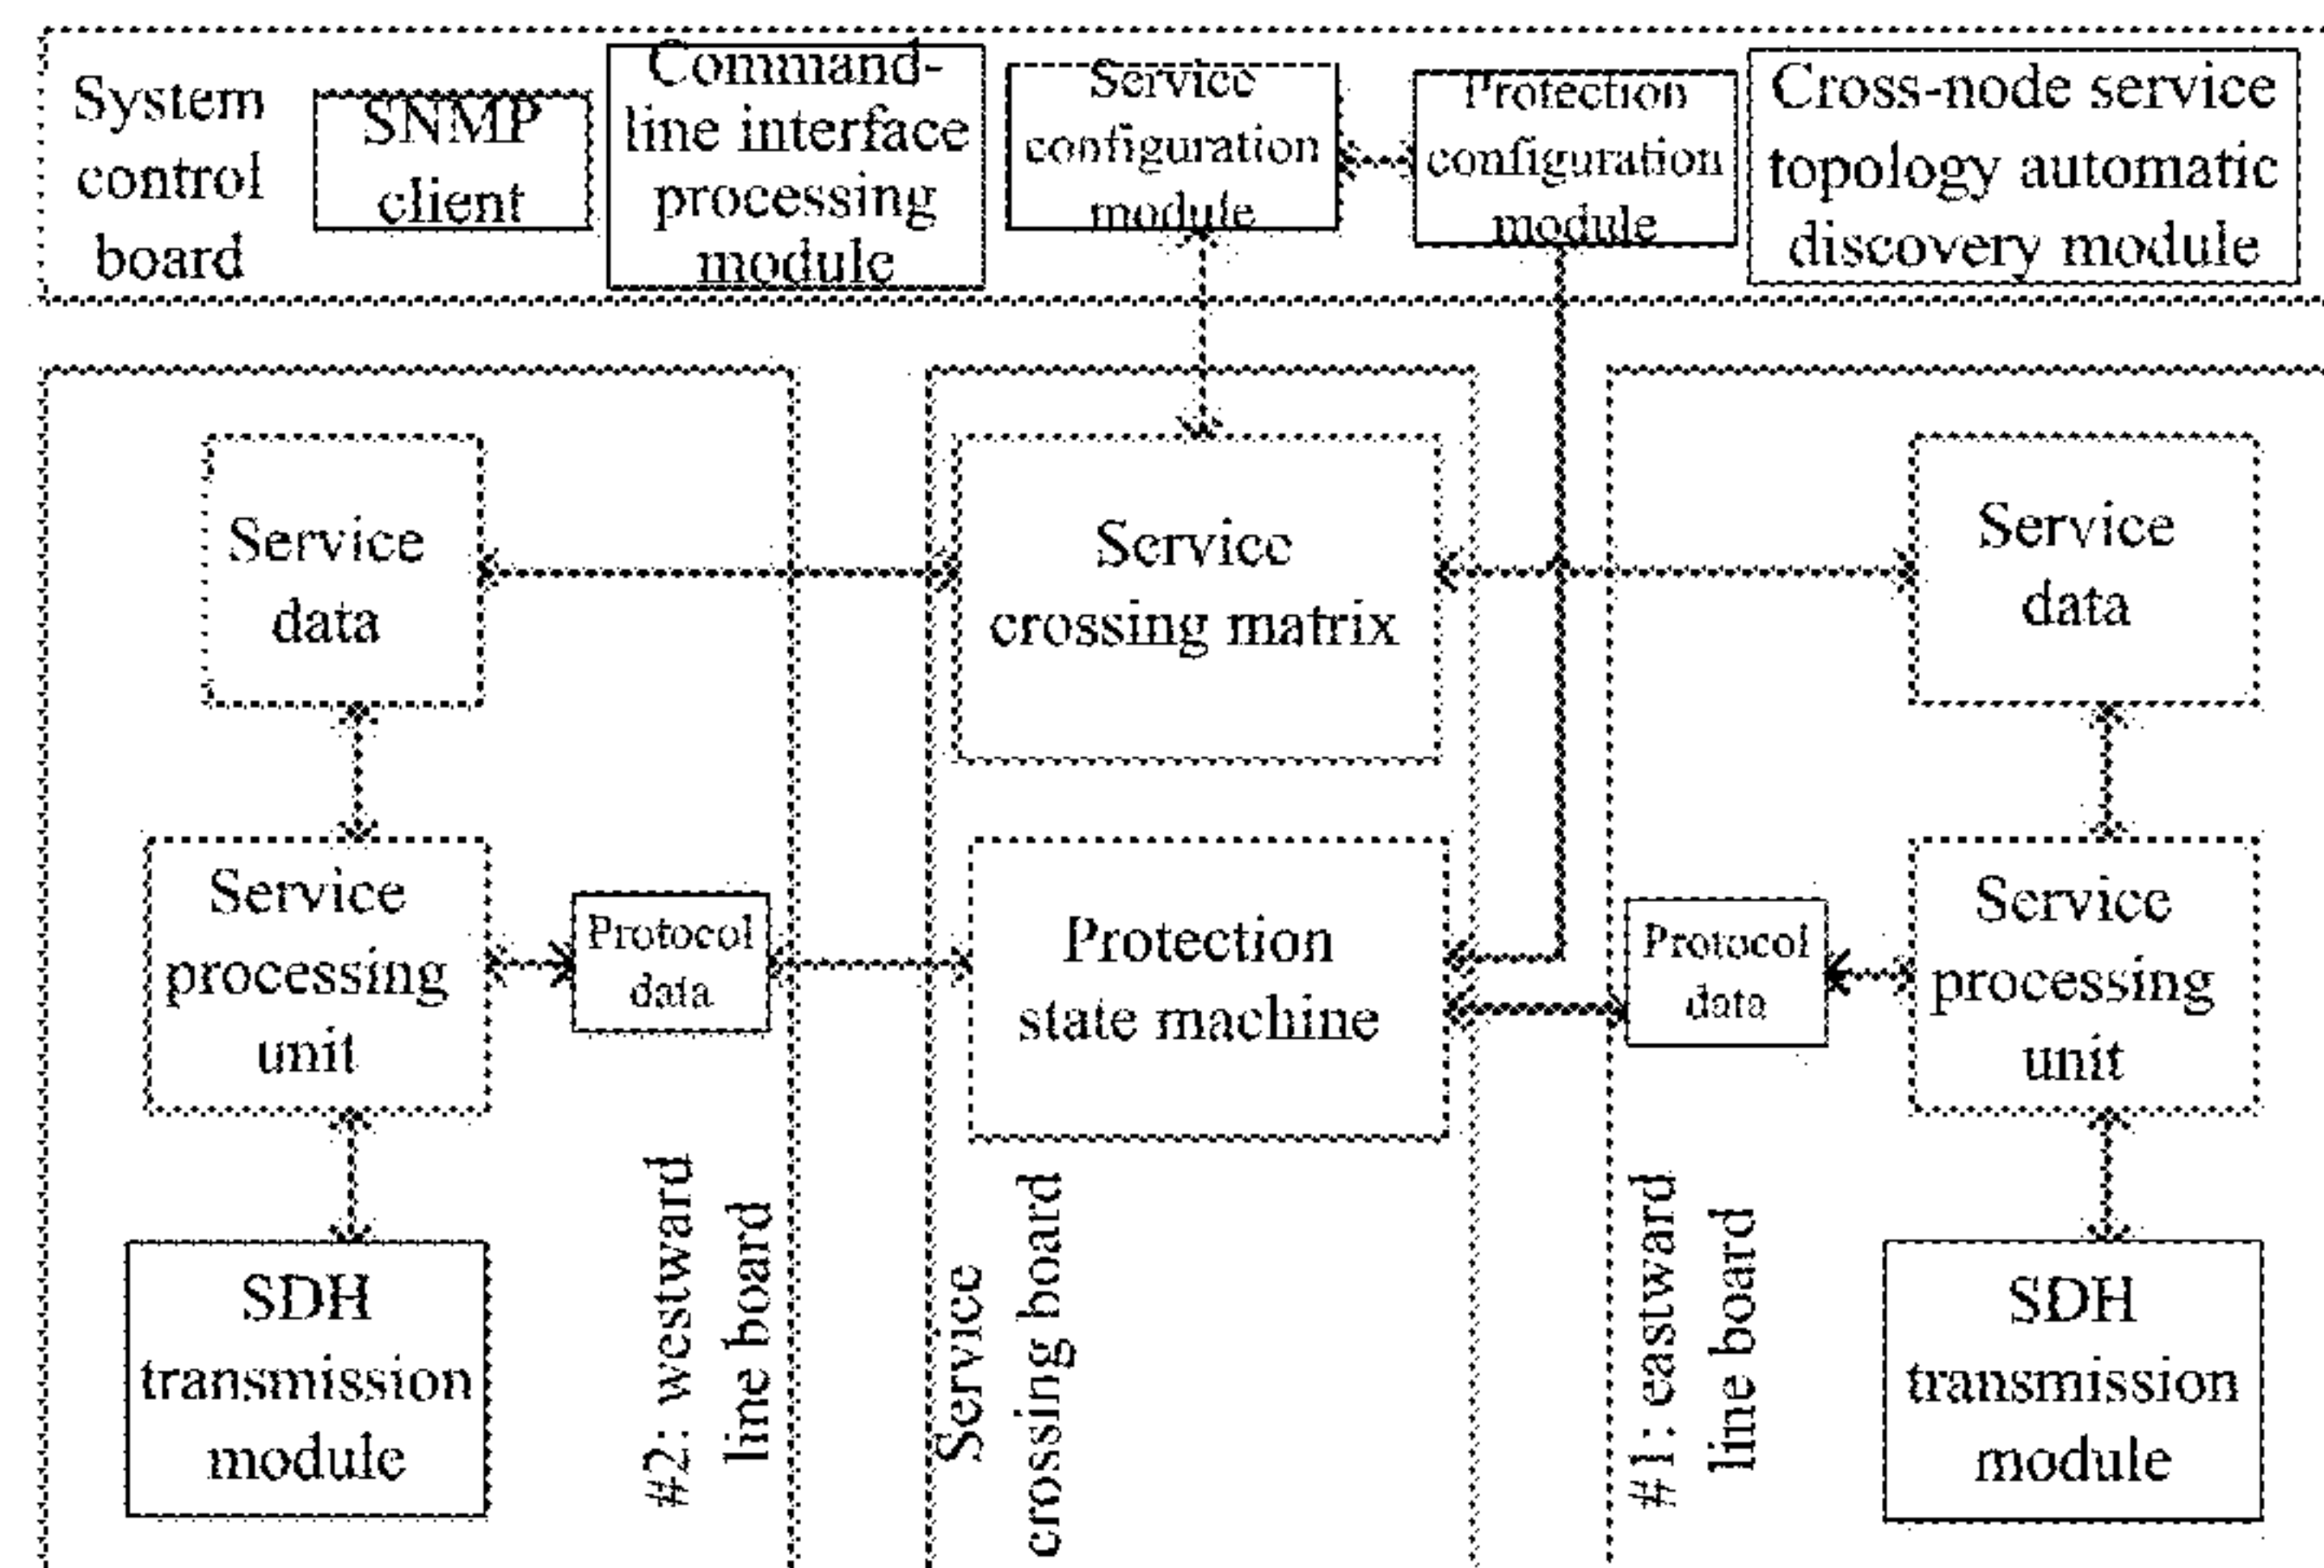 System
control
board
SNMP
client
Command-
line interface
processing
module
Service
configuration
module
Protection
configuration
module
Cross-node service
topology automatic
discovery module
Service
data
Service
crossing matrix
Service
data
Service
processing
unit
Protocol
data
Protection
state machine
Protocol
data
Service
processing
unit
SDH
transmission
module
#2: westward
line board
Service
crossing board
#1: eastward
line board
SDH
transmission
module